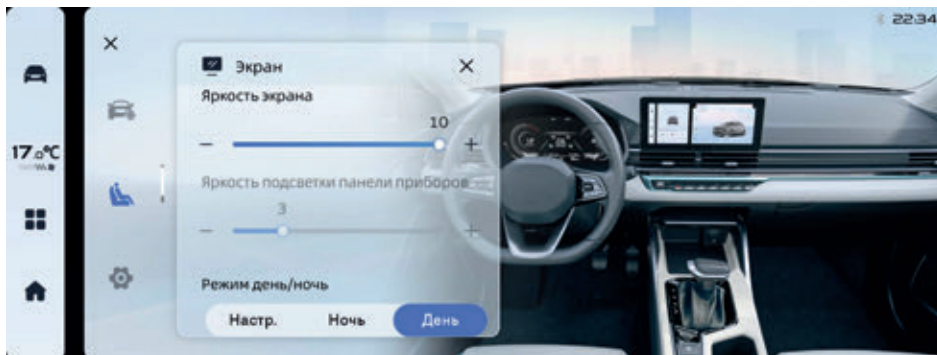 22:34
Экран
Яркость экрана
10
17.0°C
Яркость подсветки панели приборов
3
Режим день/ночь
Настр. Ночь День